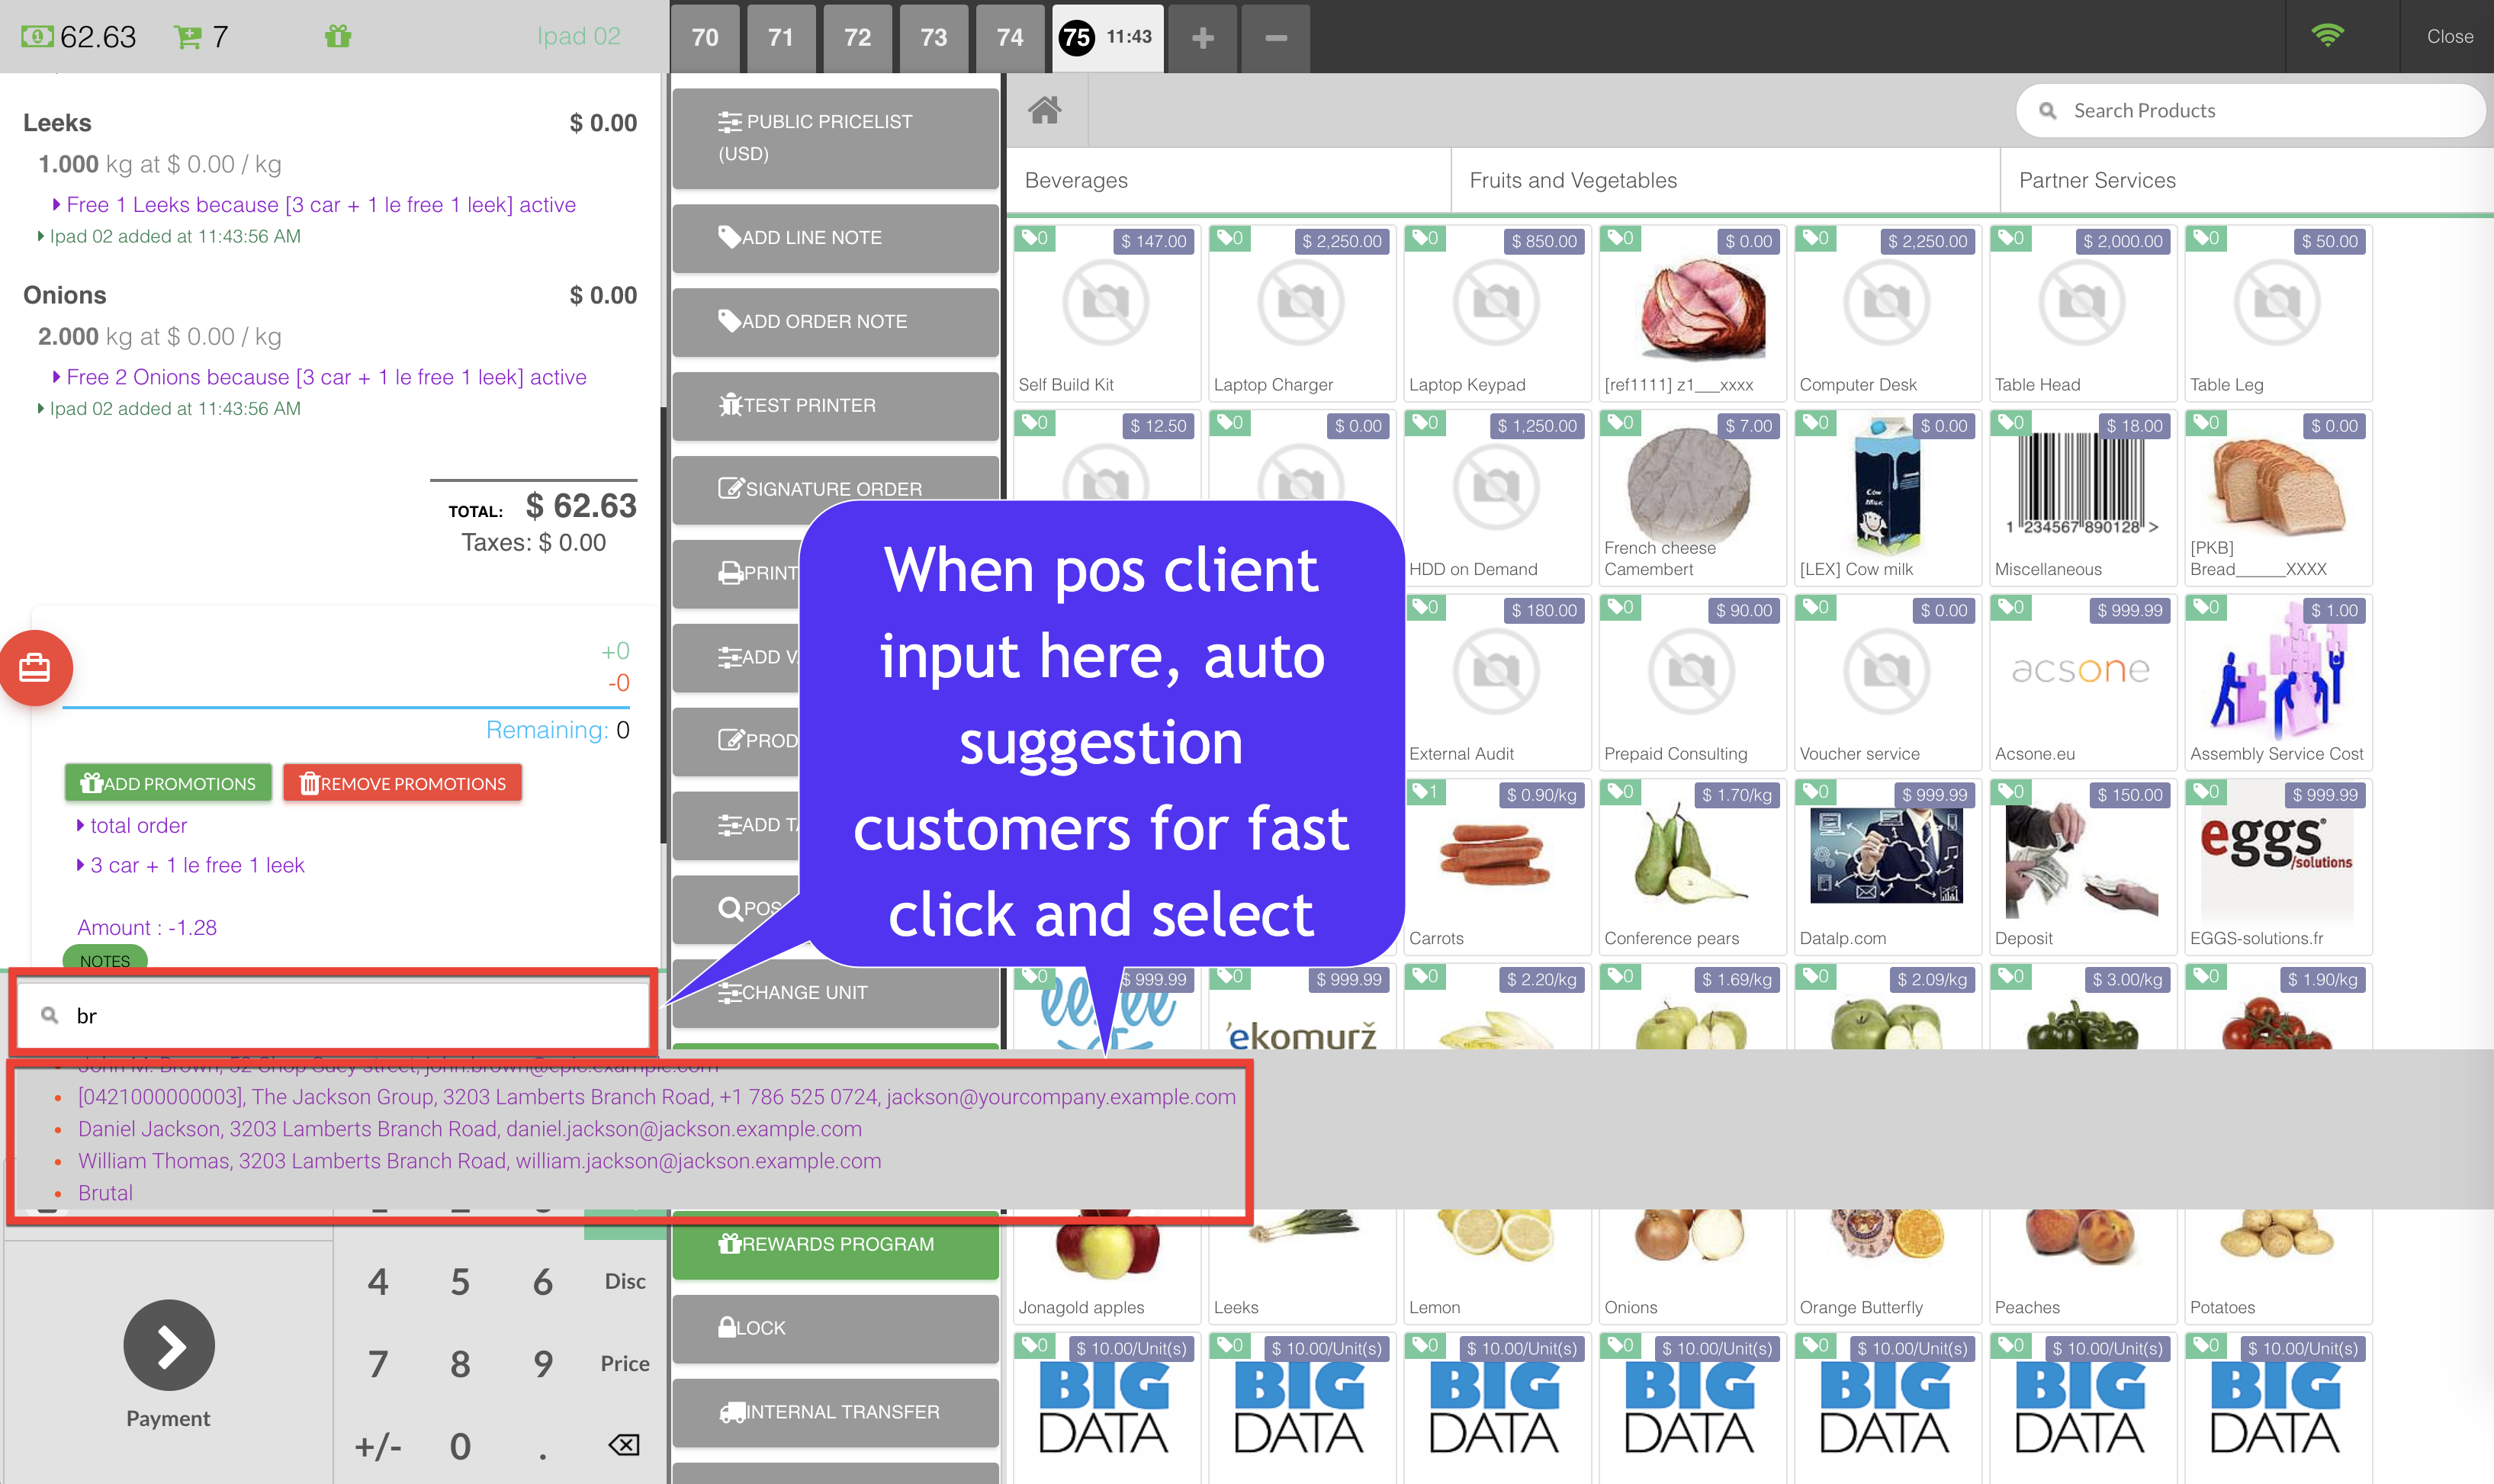 62.63
7
Ipad 02
70
71
72
73
74
75 11:43
Close
Leeks
$ 0.00
1.000 kg at $ 0.00 / kg
Free 1 Leeks because [3 car + 1 le free 1 leek] active
Ipad 02 added at 11:43:56 AM
Onions
$ 0.00
2.000 kg at $ 0.00 / kg
Free 2 Onions because [3 car + 1 le free 1 leek] active
Ipad 02 added at 11:43:56 AM
TOTAL: $ 62.63
Taxes: $ 0.00
+0
-0
Remaining: 0
ADD PROMOTIONS
REMOVE PROMOTIONS
total order
3 car + 1 le free 1 leek
Amount : -1.28
NOTES
br
John M. Brown, 52 Chop Suey street, john.brown@epic.example.com
[0421000000003], The Jackson Group, 3203 Lamberts Branch Road, +1 786 525 0724, jackson@yourcompany.example.com
Daniel Jackson, 3203 Lamberts Branch Road, daniel.jackson@jackson.example.com
William Thomas, 3203 Lamberts Branch Road, william.jackson@jackson.example.com
Brutal
Payment
4 5 6 Disc
7 8 9 Price
+/- 0 .
PUBLIC PRICELIST
(USD)
ADD LINE NOTE
ADD ORDER NOTE
TEST PRINTER
SIGNATURE ORDER
PRINT
ADD V
PROD
ADD T
POS
CHANGE UNIT
REWARDS PROGRAM
LOCK
INTERNAL TRANSFER
When pos client
input here, auto
suggestion
customers for fast
click and select
Search Products
Beverages
Fruits and Vegetables
Partner Services
0 $ 147.00
Self Build Kit
0 $ 2,250.00
Laptop Charger
0 $ 850.00
Laptop Keypad
0 $ 0.00
[ref1111] z1___xxxx
0 $ 2,250.00
Computer Desk
0 $ 2,000.00
Table Head
0 $ 50.00
Table Leg
0 $ 12.50
0 $ 0.00
0 $ 1,250.00
HDD on Demand
0 $ 7.00
French cheese
Camembert
0 $ 0.00
Cow
Milk
[LEX] Cow milk
0 $ 18.00
1 234567 890128 >
Miscellaneous
0 $ 0.00
[PKB]
Bread______XXXX
0 $ 180.00
External Audit
0 $ 90.00
Prepaid Consulting
0 $ 0.00
Voucher service
0 $ 999.99
acsone
Acsone.eu
0 $ 1.00
Assembly Service Cost
1 $ 0.90/kg
Carrots
0 $ 1.70/kg
Conference pears
0 $ 999.99
Datalp.com
0 $ 150.00
Deposit
0 $ 999.99
eggs
/solutions
EGGS-solutions.fr
0 $ 999.99
0 $ 999.99
'ekomurž
0 $ 2.20/kg
0 $ 1.69/kg
0 $ 2.09/kg
0 $ 3.00/kg
0 $ 1.90/kg
Jonagold apples
Leeks
Lemon
Onions
Orange Butterfly
Peaches
Potatoes
0 $ 10.00/Unit(s)
BIG
DATA
0 $ 10.00/Unit(s)
BIG
DATA
0 $ 10.00/Unit(s)
BIG
DATA
0 $ 10.00/Unit(s)
BIG
DATA
0 $ 10.00/Unit(s)
BIG
DATA
0 $ 10.00/Unit(s)
BIG
DATA
0 $ 10.00/Unit(s)
BIG
DATA